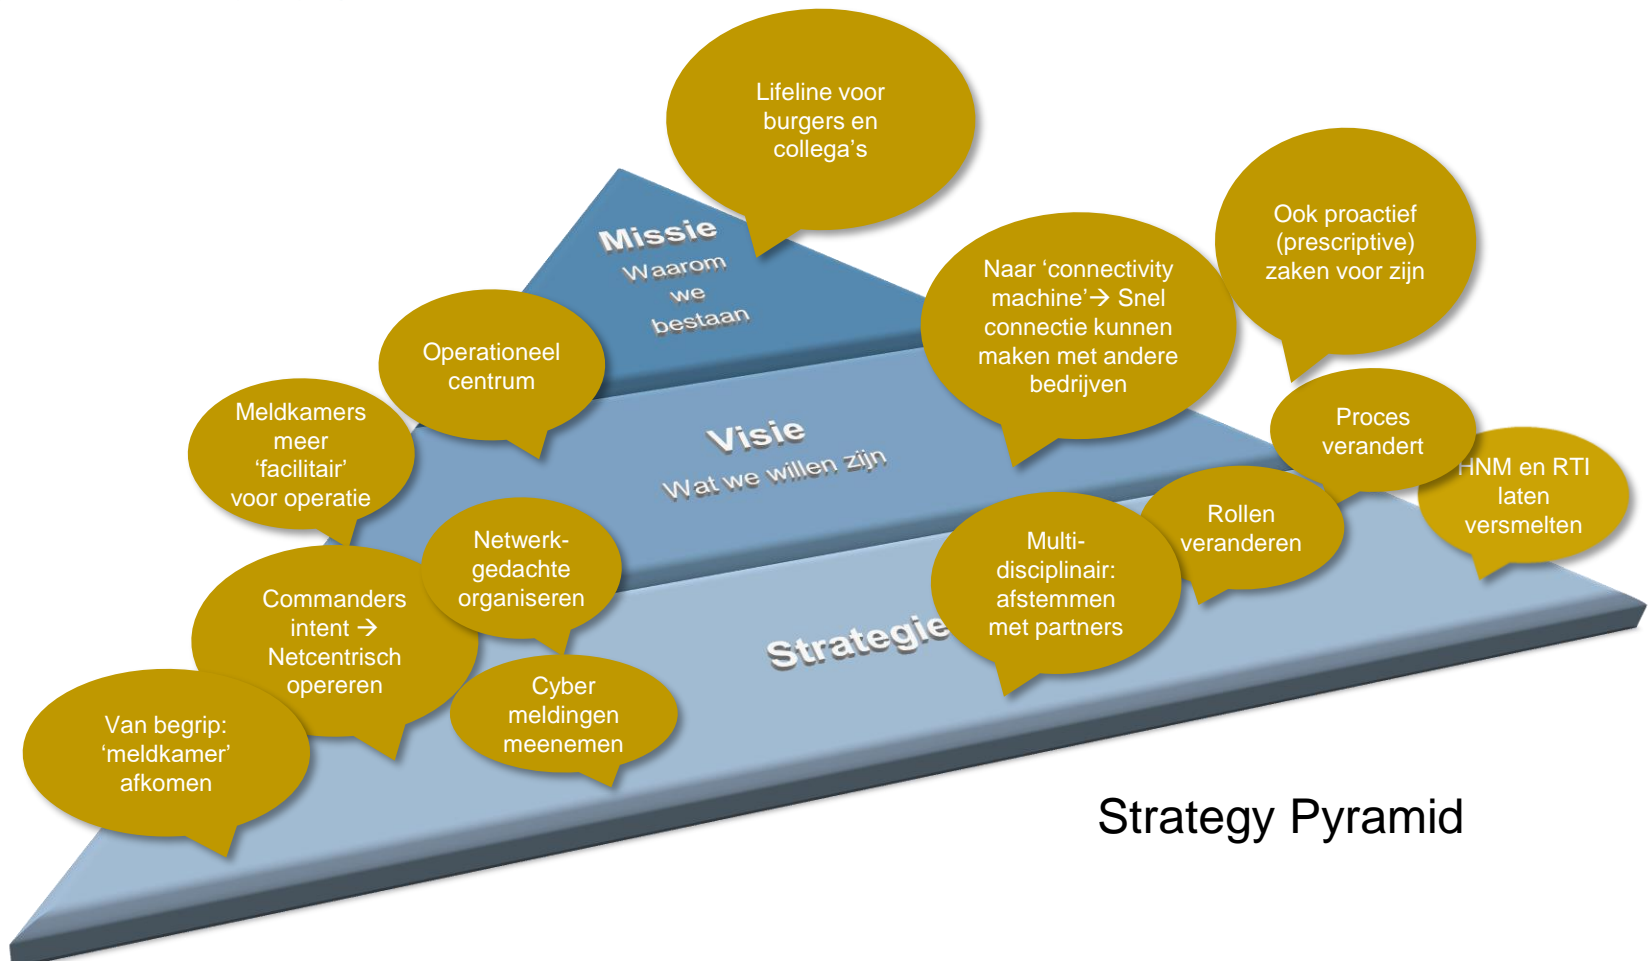 Lifeline voor
burgers en
collega’s
Missie
Waarom
we
bestaan
Ook proactief
(prescriptive)
zaken voor zijn
Naar ‘connectivity
machine’→ Snel
connectie kunnen
maken met andere
bedrijven
Operationeel
centrum
Meldkamers
meer
‘facilitair’
voor operatie
Visie
Wat we willen zijn
Proces
verandert
HNM en RTI
laten
versmelten
Rollen
veranderen
Netwerk-
gedachte
organiseren
Multi-
disciplinair:
afstemmen
met partners
Commanders
intent →
Netcentrisch
opereren
Strategie
Cyber
meldingen
meenemen
Van begrip:
‘meldkamer’
afkomen
Strategy Pyramid